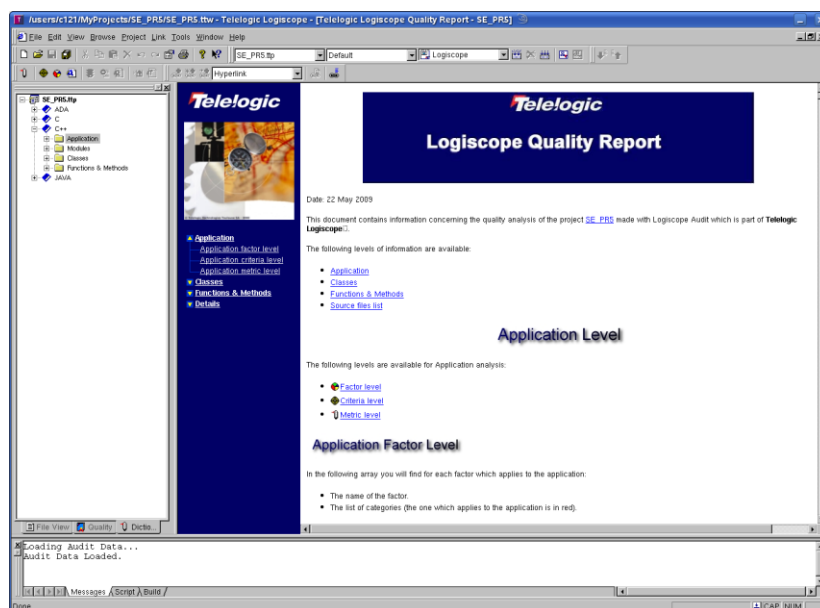 /users/c121/MyProjects/SE_PR5/SE_PR5.ttw - Telelogic Logiscope - [Telelogic Logiscope Quality Report - SE_PR5]
File Edit View Browse Project Link Tools Window Help
SE_PR5.ttp Default Logiscope
Hyperlink
SE_PR5.ttp
ADA
C
C++
Application
Modules
Classes
Functions & Methods
JAVA
File View Quality Dictio...
Telelogic
Application
Application factor level
Application criteria level
Application metric level
Classes
Functions & Methods
Details
Telelogic
Logiscope Quality Report
Date: 22 May 2009
This document contains information concerning the quality analysis of the project SE_PR5 made with Logiscope Audit which is part of Telelogic
Logiscope
The following levels of information are available:
Application
Classes
Functions & Methods
Source files list
Application Level
The following levels are available for Application analysis:
Factor level
Criteria level
Metric level
Application Factor Level
In the following array you will find for each factor which applies to the application:
The name of the factor.
The list of categories (the one which applies to the application is in red).
Loading Audit Data...
Audit Data Loaded.
Messages Script Build
Done CAP NUM